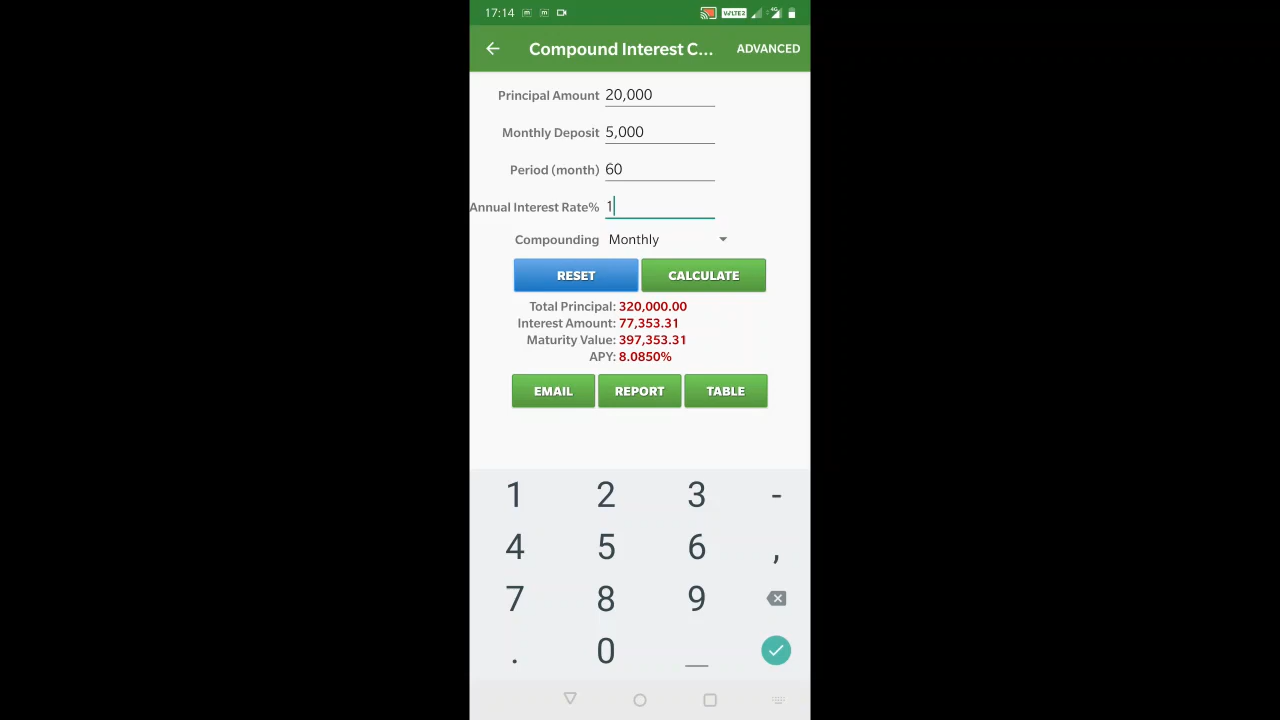 17:14 VoLTE2 4G
Compound Interest C... ADVANCED
Principal Amount 20,000
Monthly Deposit 5,000
Period (month) 60
Annual Interest Rate% 1
Compounding Monthly
RESET CALCULATE
Total Principal: 320,000.00
Interest Amount: 77,353.31
Maturity Value: 397,353.31
APY: 8.0850%
EMAIL REPORT TABLE
1 2 3 -
4 5 6 ,
7 8 9
. 0 _